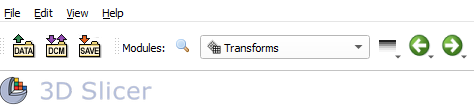 File Edit View Help
DATA DCM SAVE Modules: Transforms
3D Slicer